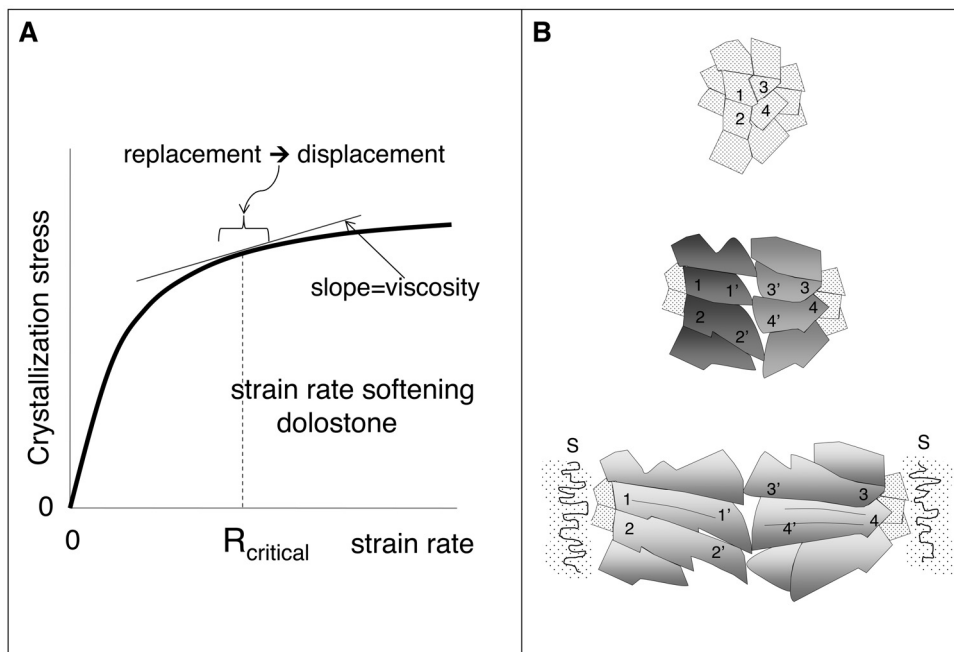 A
replacement → displacement
Crystallization stress
slope=viscosity
strain rate softening
dolostone
0
0
Rcritical
strain rate
B
1
3
2
4
1
1'
3'
3
2
2'
4'
4
S
S
1
1'
3'
3
2
2'
4'
4